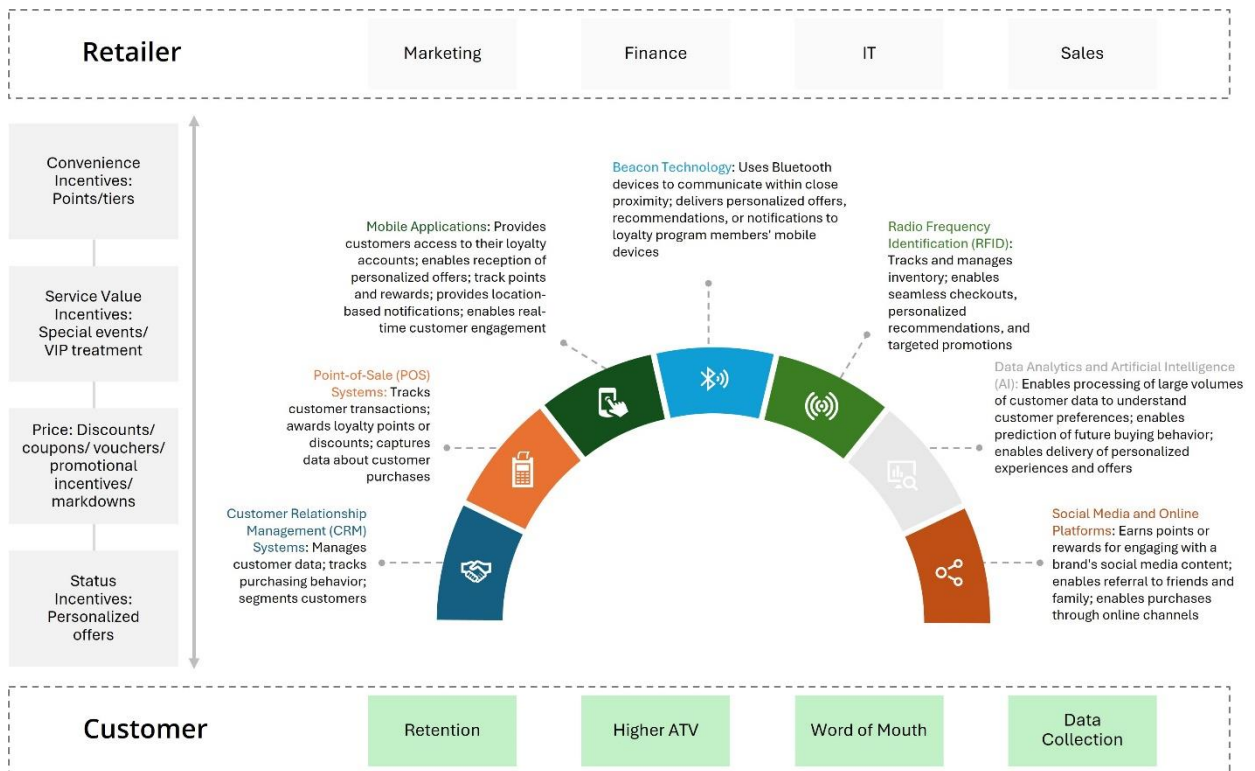 Retailer
Marketing
Finance
IT
Sales
Convenience
Incentives:
Points/tiers
Service Value
Incentives:
Special events/
VIP treatment
Price: Discounts/
coupons/ vouchers/
promotional
incentives/
markdowns
Status
Incentives:
Personalized
offers
Customer Relationship
Management (CRM)
Systems: Manages
customer data; tracks
purchasing behavior;
segments customers
Point-of-Sale (POS)
Systems: Tracks
customer transactions;
awards loyalty points or
discounts; captures
data about customer
purchases
Mobile Applications: Provides
customers access to their loyalty
accounts; enables reception of
personalized offers; track points
and rewards; provides location-
based notifications; enables real-
time customer engagement
Beacon Technology: Uses Bluetooth
devices to communicate within close
proximity; delivers personalized offers,
recommendations, or notifications to
loyalty program members' mobile
devices
Radio Frequency
Identification (RFID):
Tracks and manages
inventory; enables
seamless checkouts,
personalized
recommendations, and
targeted promotions
Data Analytics and Artificial Intelligence
(AI): Enables processing of large volumes
of customer data to understand
customer preferences; enables
prediction of future buying behavior;
enables delivery of personalized
experiences and offers
Social Media and Online
Platforms: Earns points or
rewards for engaging with a
brand's social media content;
enables referral to friends and
family; enables purchases
through online channels
Customer
Retention
Higher ATV
Word of Mouth
Data
Collection